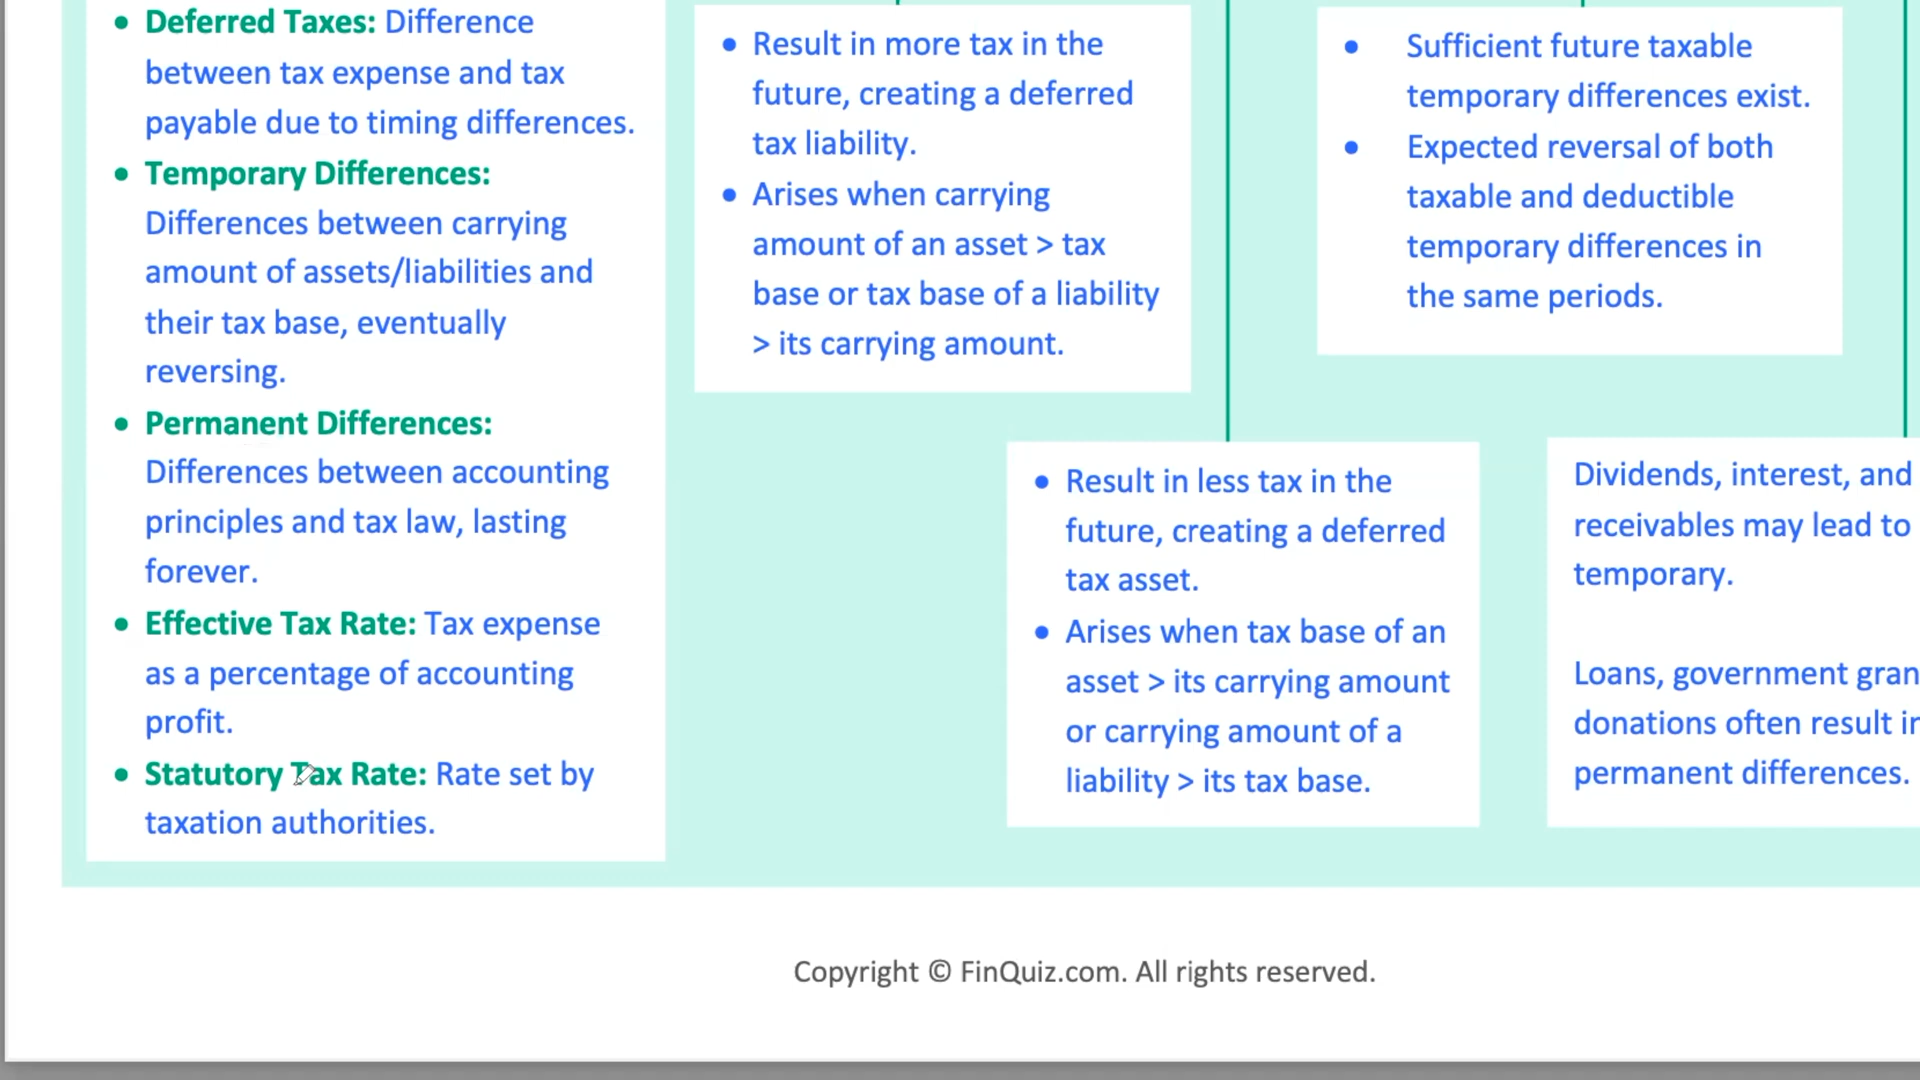 • Deferred Taxes: Difference
between tax expense and tax
payable due to timing differences.
• Temporary Differences:
Differences between carrying
amount of assets/liabilities and
their tax base, eventually
reversing.
• Permanent Differences:
Differences between accounting
principles and tax law, lasting
forever.
• Effective Tax Rate: Tax expense
as a percentage of accounting
profit.
• Statutory Tax Rate: Rate set by
taxation authorities.
• Result in more tax in the
future, creating a deferred
tax liability.
• Arises when carrying
amount of an asset > tax
base or tax base of a liability
> its carrying amount.
• Result in less tax in the
future, creating a deferred
tax asset.
• Arises when tax base of an
asset > its carrying amount
or carrying amount of a
liability > its tax base.
• Sufficient future taxable
temporary differences exist.
• Expected reversal of both
taxable and deductible
temporary differences in
the same periods.
Dividends, interest, and
receivables may lead to
temporary.
Loans, government
donations often result
permanent differences.
Copyright © FinQuiz.com. All rights reserved.